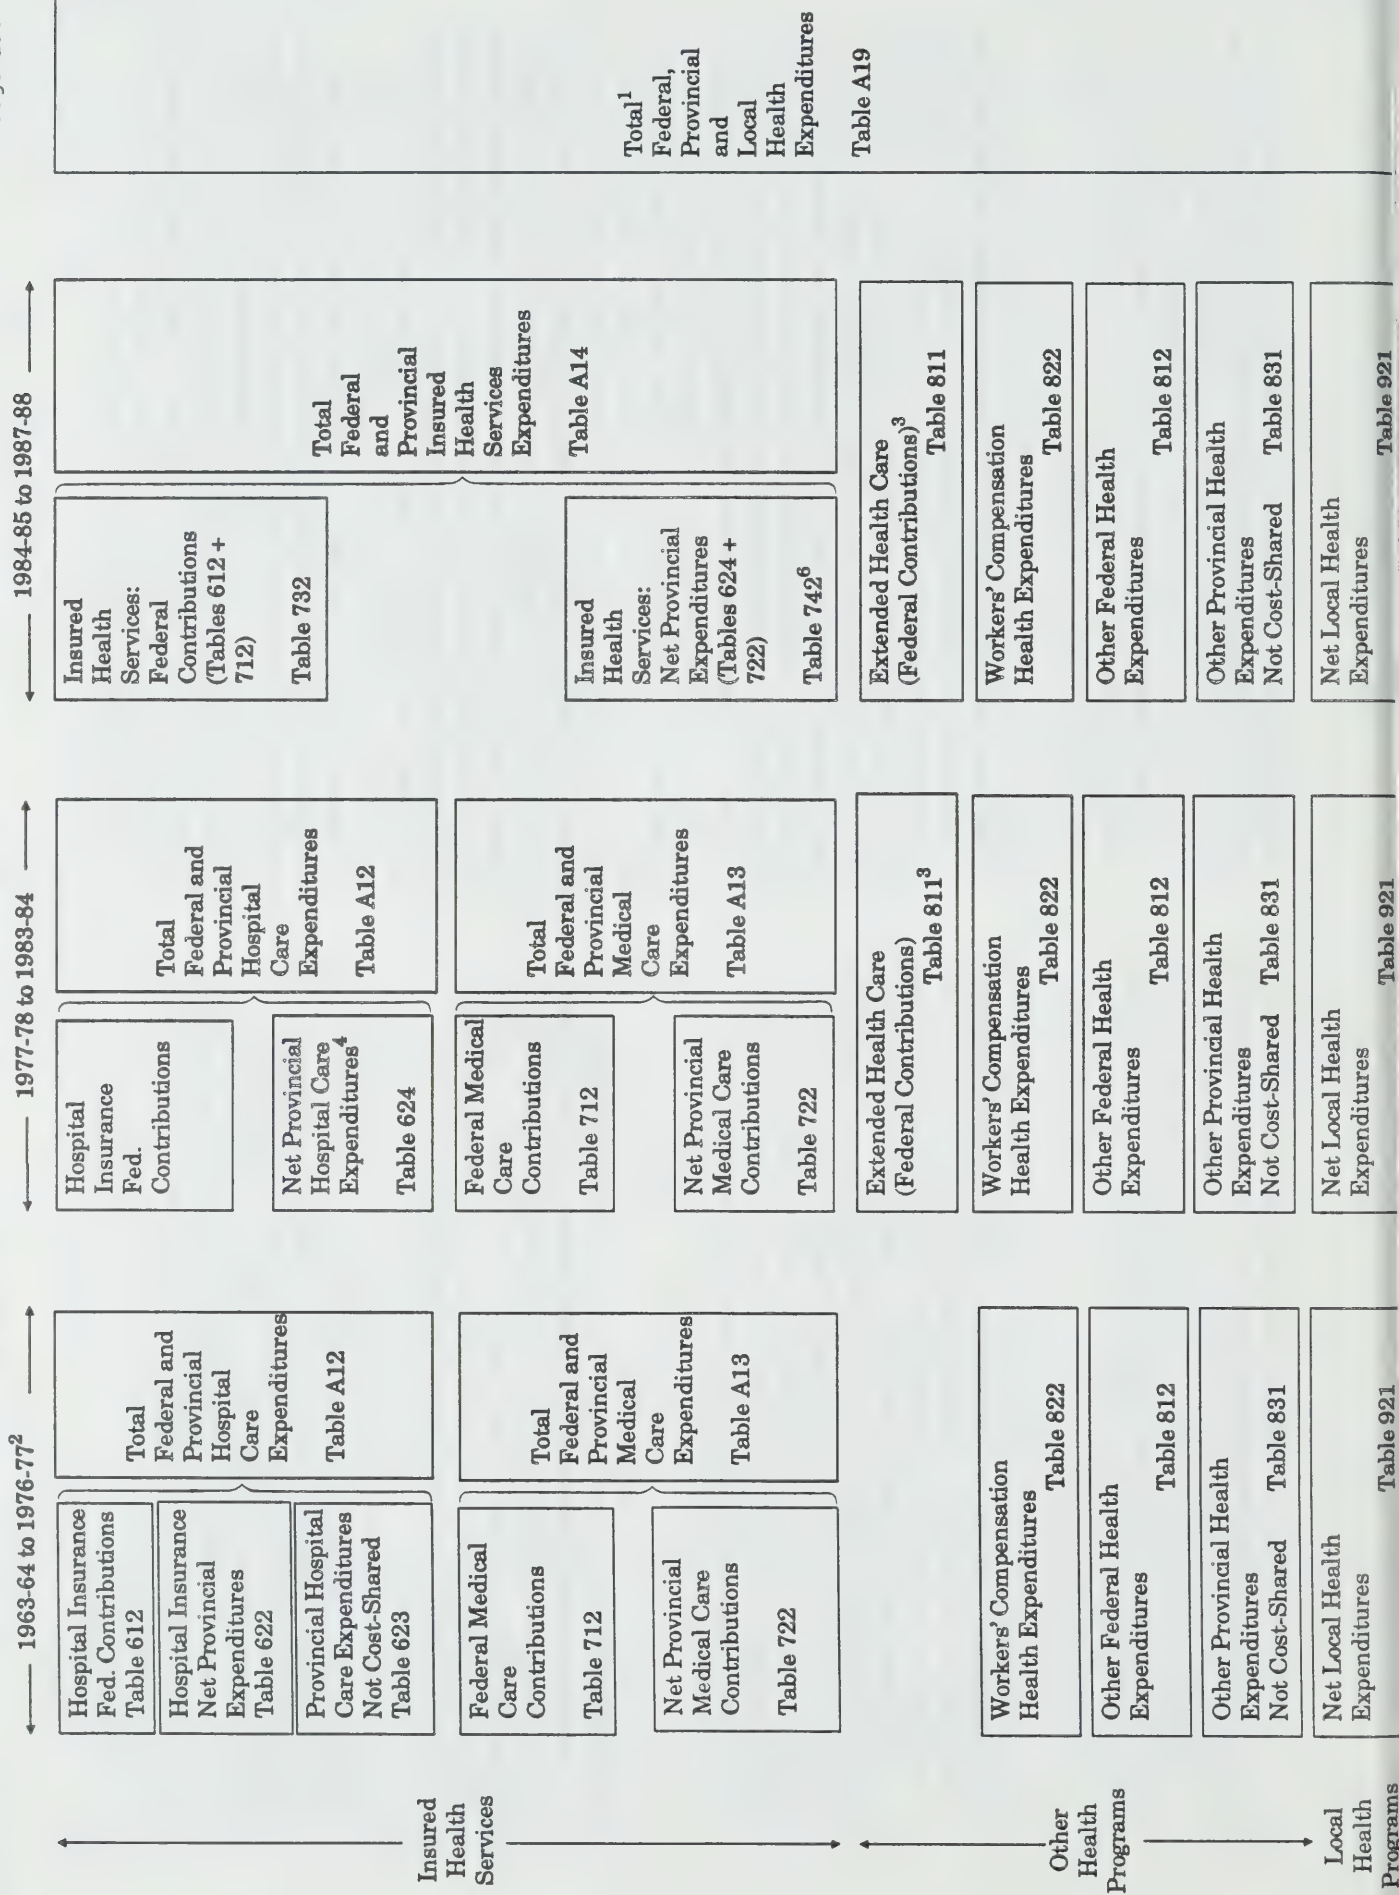 1963-64 to 1976-77²
1977-78 to 1983-84
1984-85 to 1987-88
Insured
Health
Services
Hospital Insurance
Fed. Contributions
Table 612
Hospital Insurance
Net Provincial
Expenditures
Table 622
Provincial Hospital
Care Expenditures
Not Cost-Shared
Table 623
Total
Federal and
Provincial
Hospital
Care
Expenditures
Table A12
Federal Medical
Care
Contributions
Table 712
Net Provincial
Medical Care
Contributions
Table 722
Total
Federal and
Provincial
Medical
Care
Expenditures
Table A13
Hospital
Insurance
Fed.
Contributions
Net Provincial
Hospital Care
Expenditures⁴
Table 624
Total
Federal and
Provincial
Hospital
Care
Expenditures
Table A12
Federal Medical
Care
Contributions
Table 712
Net Provincial
Medical Care
Contributions
Table 722
Total
Federal and
Provincial
Medical
Care
Expenditures
Table A13
Insured
Health
Services:
Federal
Contributions
(Tables 612 +
712)
Table 732
Insured
Health
Services:
Net Provincial
Expenditures
(Tables 624 +
722)
Table 742⁶
Total
Federal
and
Provincial
Insured
Health
Services
Expenditures
Table A14
Total¹
Federal,
Provincial
and
Local
Health
Expenditures
Table A19
Other
Health
Programs
Workers' Compensation
Health Expenditures
Table 822
Other Federal Health
Expenditures
Table 812
Other Provincial Health
Expenditures
Not Cost-Shared Table 831
Extended Health Care
(Federal Contributions)
Table 811³
Workers' Compensation
Health Expenditures
Table 822
Other Federal Health
Expenditures
Table 812
Other Provincial Health
Expenditures
Not Cost-Shared Table 831
Extended Health Care
(Federal Contributions)³
Table 811
Workers' Compensation
Health Expenditures
Table 822
Other Federal Health
Expenditures
Table 812
Other Provincial Health
Expenditures
Not Cost-Shared Table 831
Local
Health
Programs
Net Local Health
Expenditures
Table 921
Net Local Health
Expenditures
Table 921
Net Local Health
Expenditures
Table 921